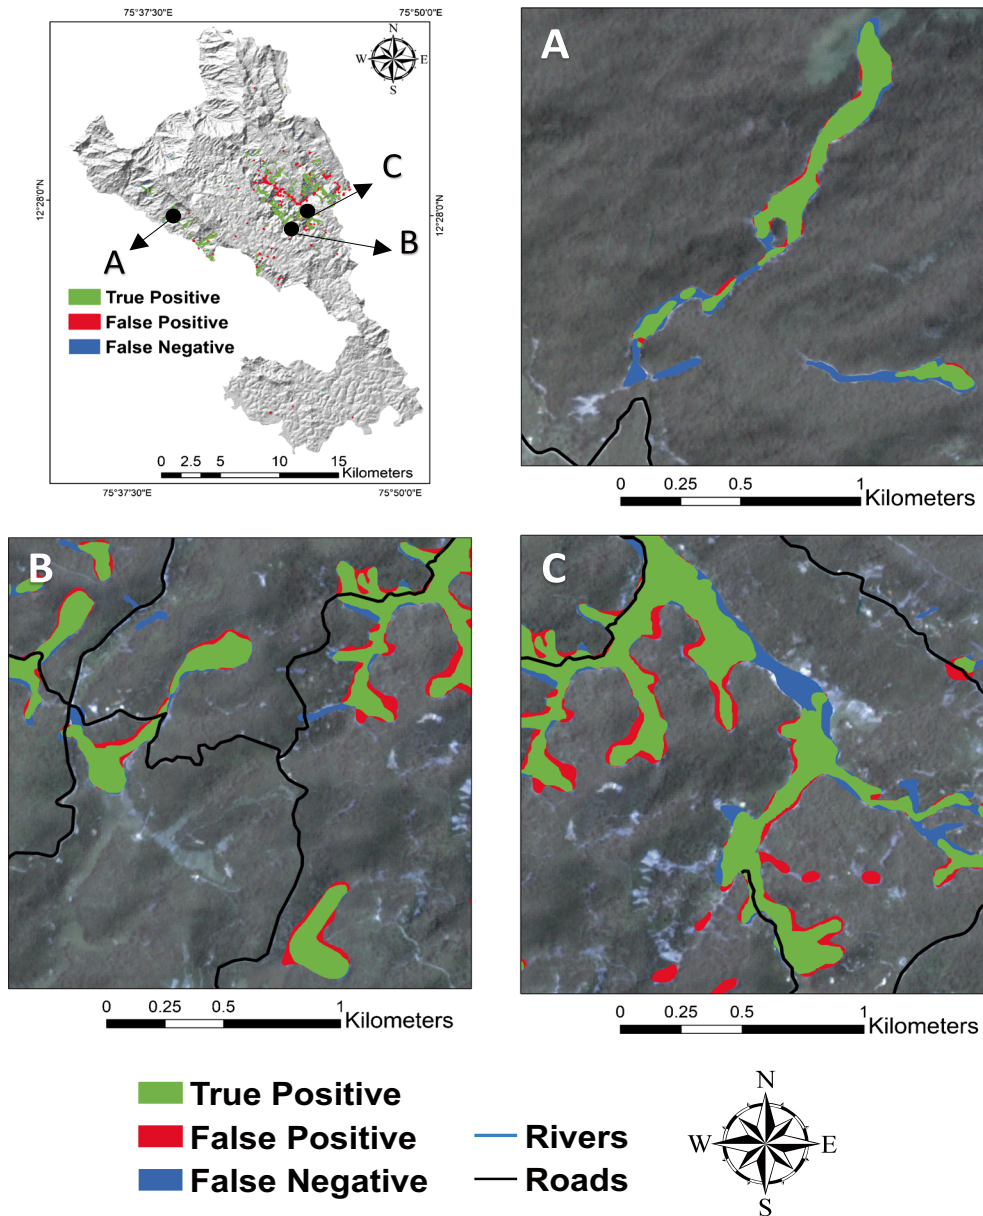 75°37'30"E
75°50'0"E
N
W
E
S
12°28'0"N
12°28'0"N
C
B
A
True Positive
False Positive
False Negative
0 2.5 5 10 15
Kilometers
75°37'30"E
75°50'0"E
A
0 0.25 0.5 1
Kilometers
B
0 0.25 0.5 1
Kilometers
C
0 0.25 0.5 1
Kilometers
True Positive
False Positive
False Negative
Rivers
Roads
N
W
E
S